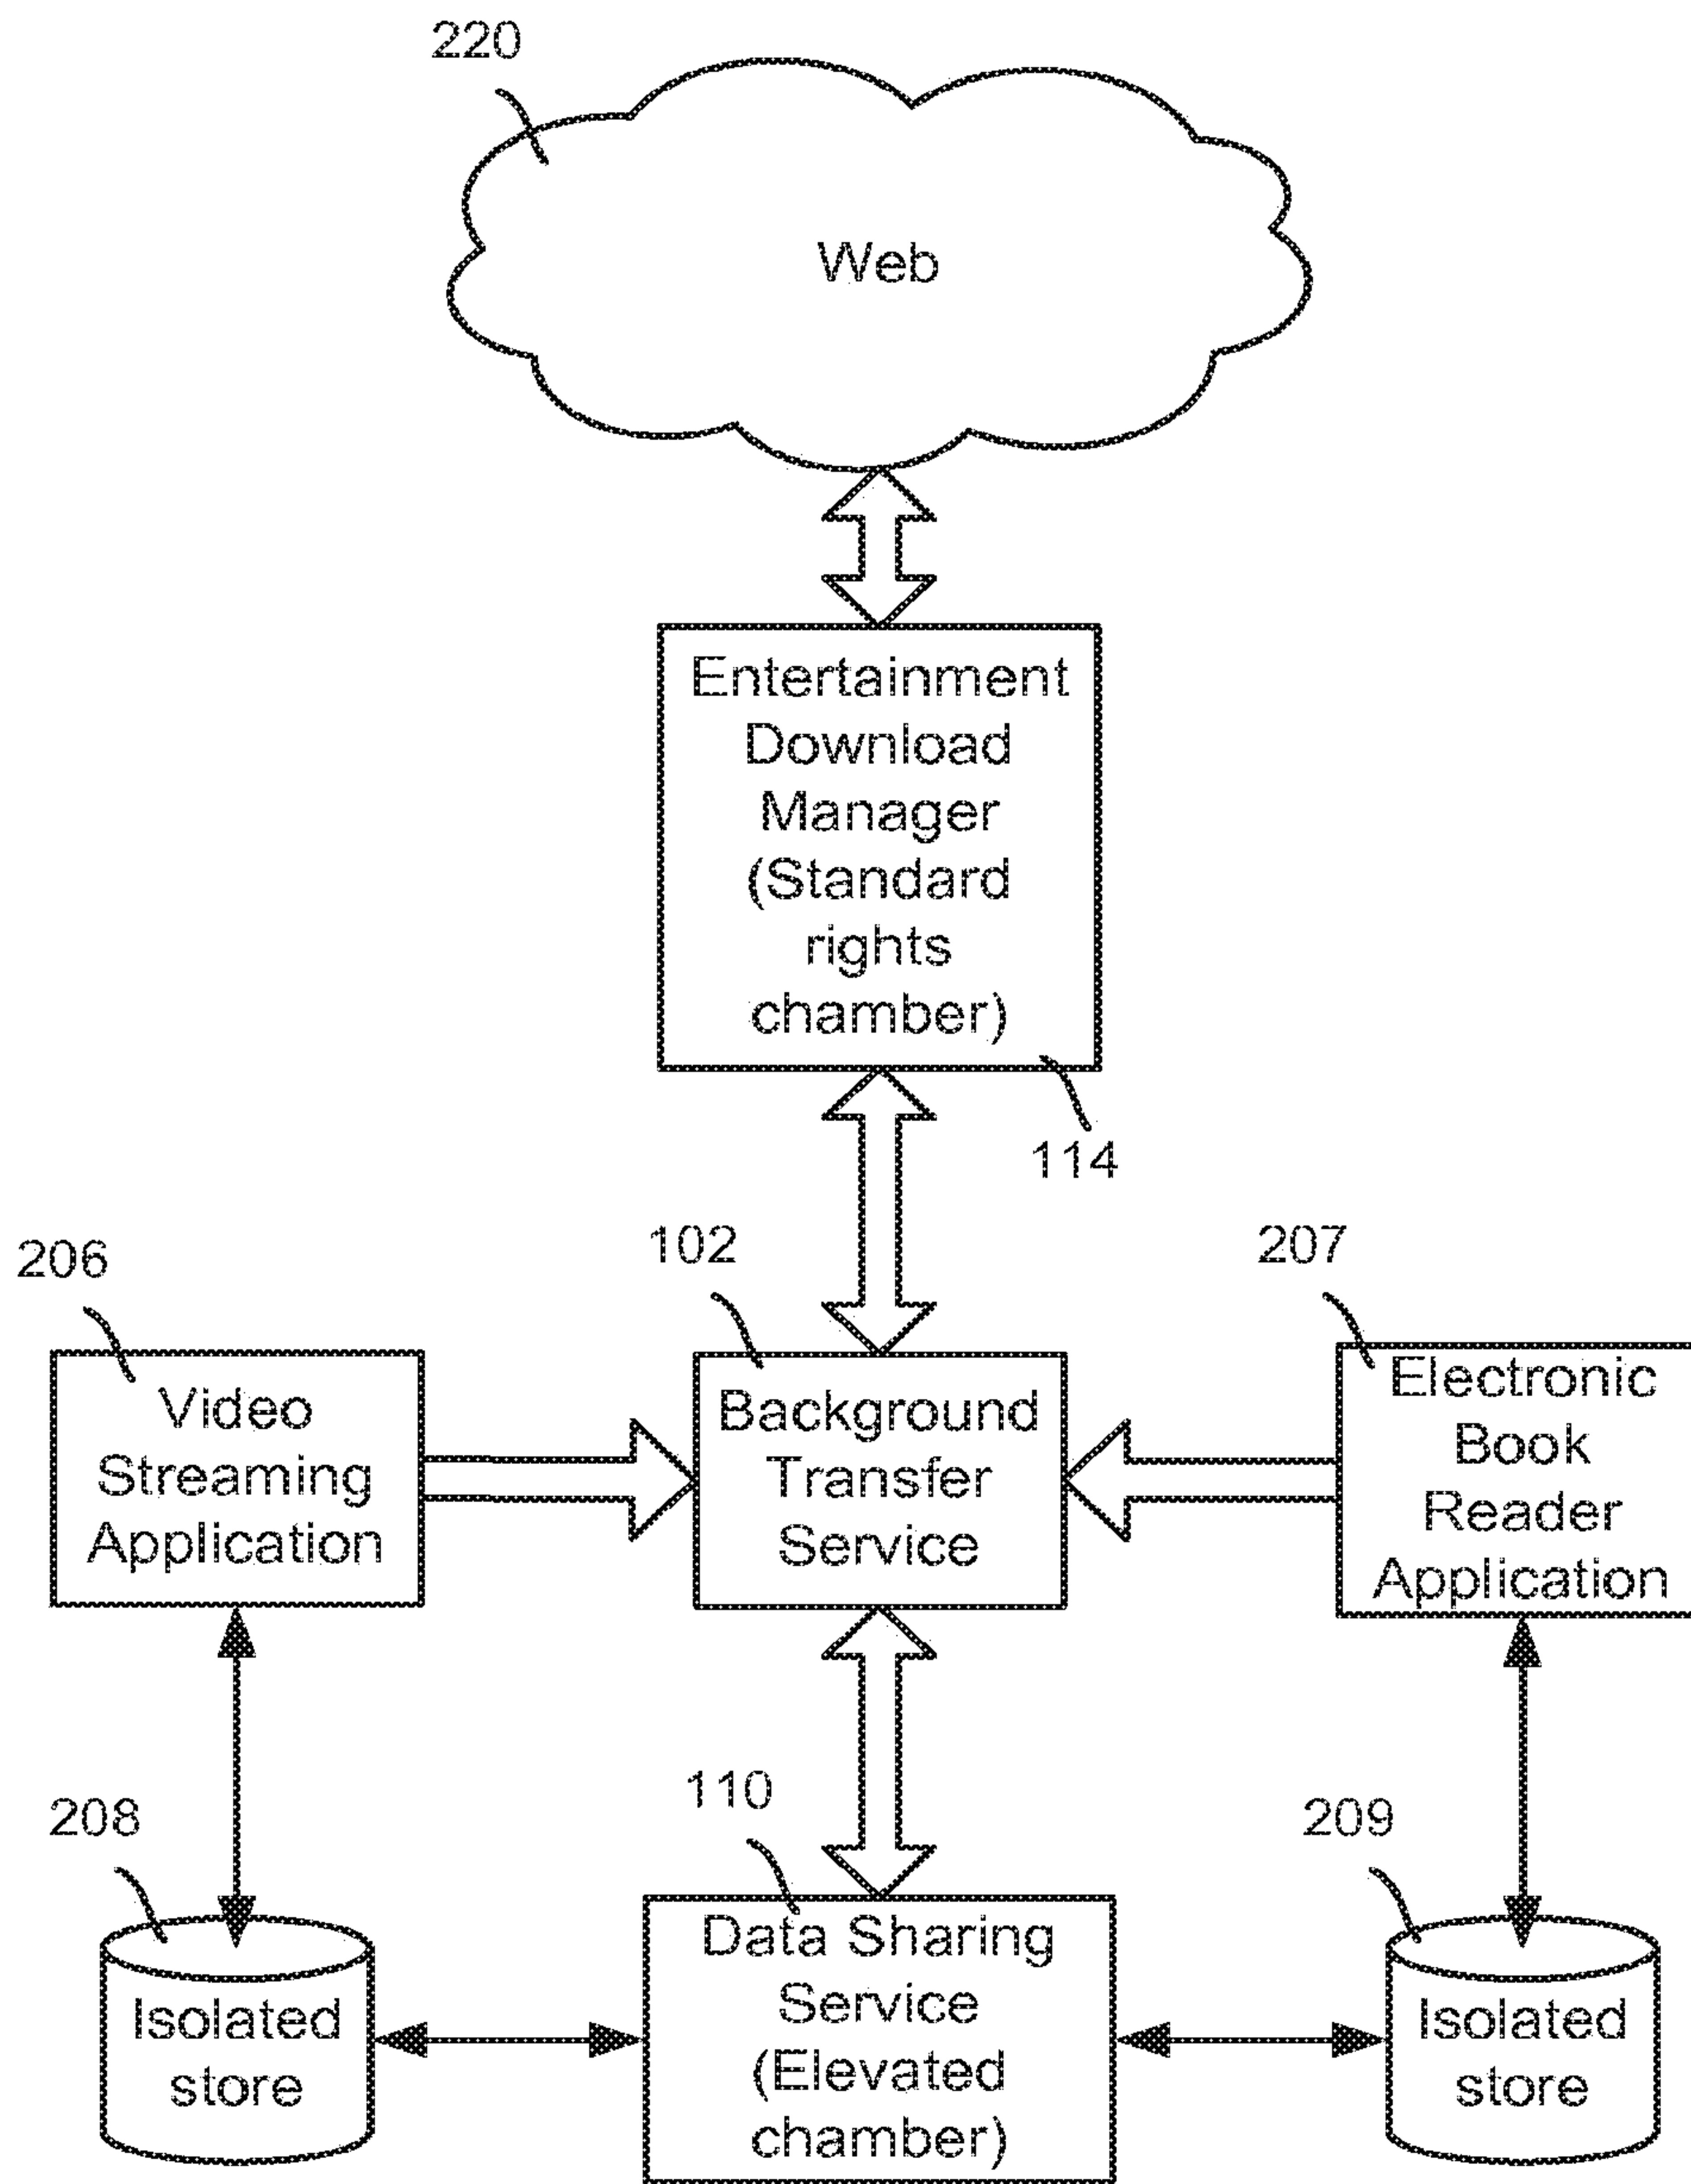 220
Web
Entertainment
Download
Manager
(Standard
rights
chamber)
114
206
102
207
Video
Streaming
Application
Background
Transfer
Service
Electronic
Book
Reader
Application
208
110
209
Isolated
store
Data Sharing
Service
(Elevated
chamber)
Isolated
store